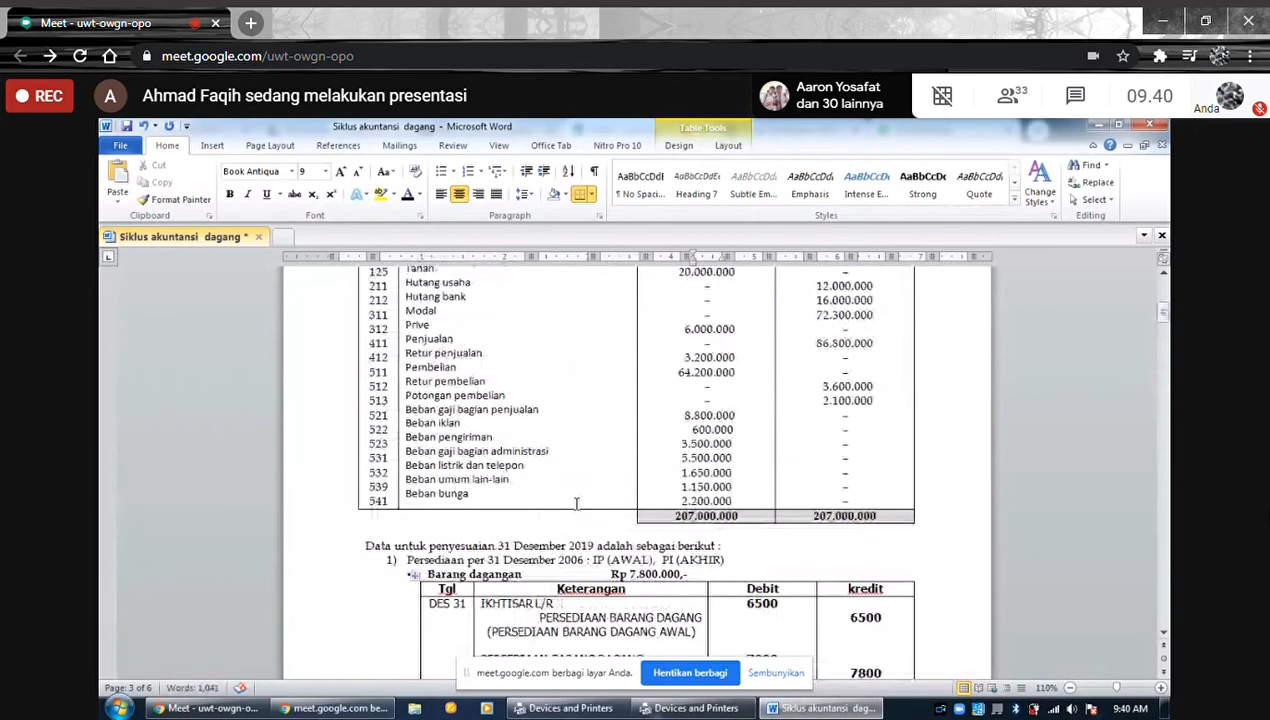 Meet - uwt-owgn-opo
meet.google.com/uwt-owgn-opo
REC
A
Ahmad Faqih sedang melakukan presentasi
Aaron Yosafat
dan 30 lainnya
33
09.40
Anda
Siklus akuntansi dagang - Microsoft Word
Table Tools
File Home Insert Page Layout References Mailings Review View Office Tab Nitro Pro 10 Design Layout
Paste
Cut
Copy
Format Painter
Clipboard
Book Antiqua 9
Font
Paragraph
AaBbCcDc AaBbCcDdEe AaBbCcDd AaBbCcDd AaBbCcDd AaBbCcDc AaBbCcDd
¶ No Spaci... Heading 7 Subtle Em... Emphasis Intense E... Strong Quote
Change
Styles
Styles
Find
Replace
Select
Editing
Siklus akuntansi dagang *
125 Tanah 20.000.000 –
211 Hutang usaha – 12.000.000
212 Hutang bank – 16.000.000
311 Modal – 72.300.000
312 Prive 6.000.000 –
411 Penjualan – 86.800.000
412 Retur penjualan 3.200.000 –
511 Pembelian 64.200.000 –
512 Retur pembelian – 3.600.000
513 Potongan pembelian – 2.100.000
521 Beban gaji bagian penjualan 8.800.000 –
522 Beban iklan 600.000 –
523 Beban pengiriman 3.500.000 –
531 Beban gaji bagian administrasi 5.500.000 –
532 Beban listrik dan telepon 1.650.000 –
539 Beban umum lain-lain 1.150.000 –
541 Beban bunga 2.200.000 –
207.000.000 207.000.000
Data untuk penyesuaian 31 Desember 2019 adalah sebagai berikut :
1) Persediaan per 31 Desember 2006 : IP (AWAL), PI (AKHIR)
• Barang dagangan Rp 7.800.000,-
Tgl Keterangan Debit kredit
DES 31 IKHTISAR L/R 6500
PERSEDIAAN BARANG DAGANG 6500
(PERSEDIAAN BARANG DAGANG AWAL)
7800
meet.google.com berbagi layar Anda. Hentikan berbagi Sembunyikan
Page: 3 of 6 Words: 1,041 110%
Meet - uwt-owgn-o... meet.google.com be... Devices and Printers Devices and Printers Siklus akuntansi dag... 9:40 AM